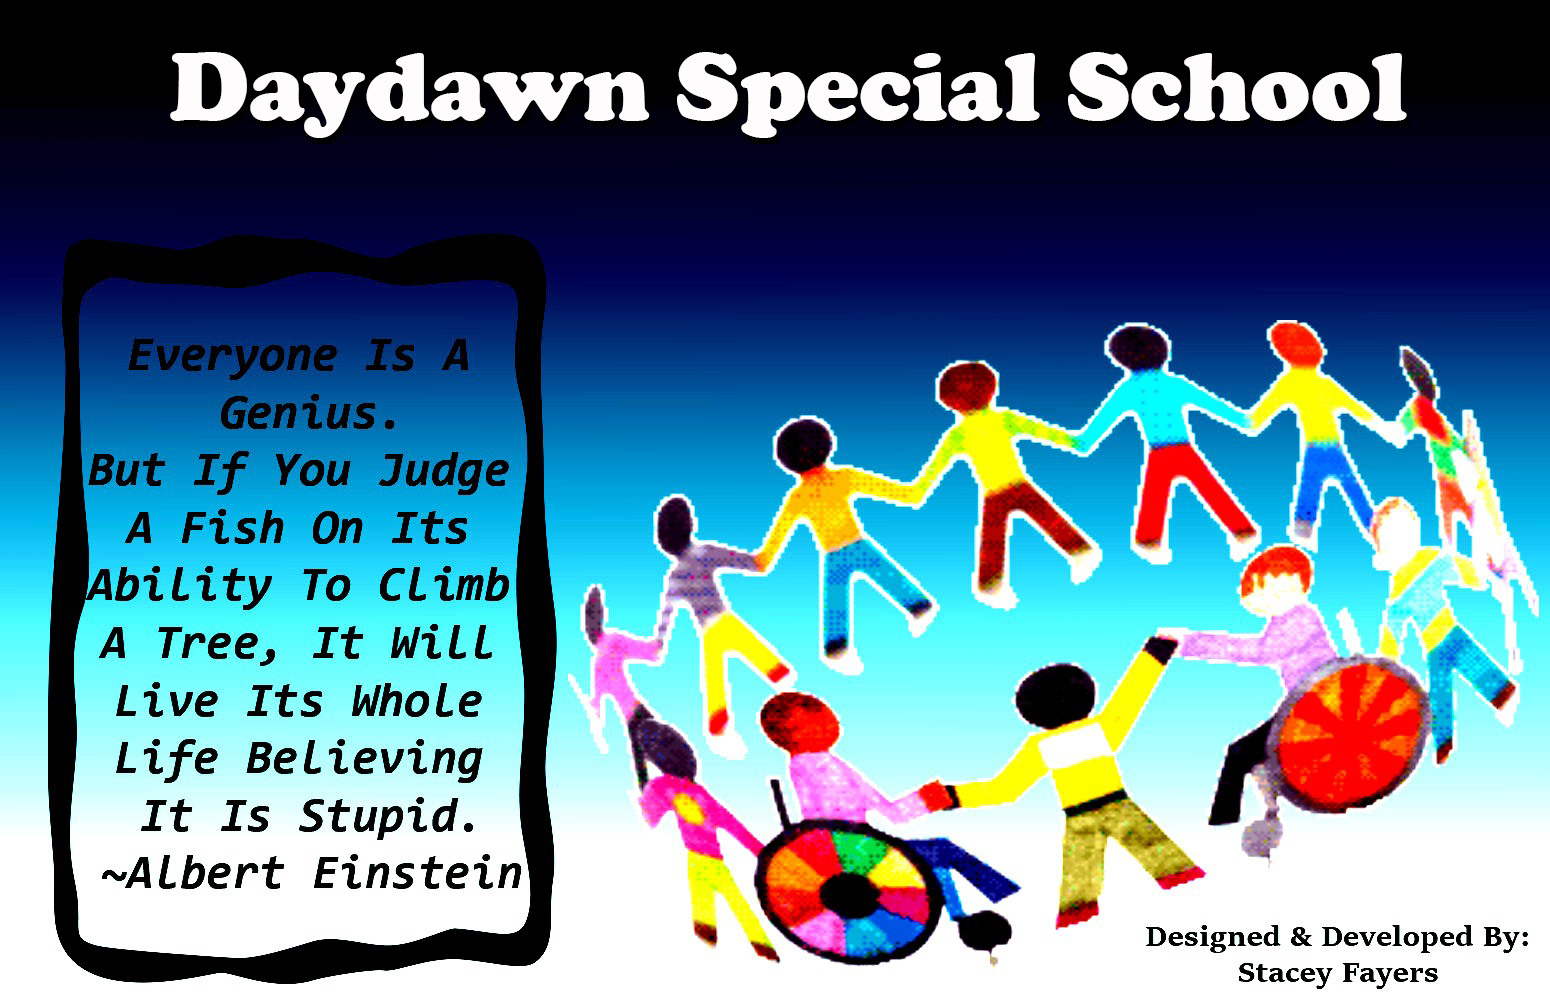 Daydawn Special School
Everyone Is A
Genius.
But If You Judge
A Fish On Its
Ability To Climb
A Tree, It Will
Live Its Whole
Life Believing
It Is Stupid.
~Albert Einstein
Designed & Developed By:
Stacey Fayers